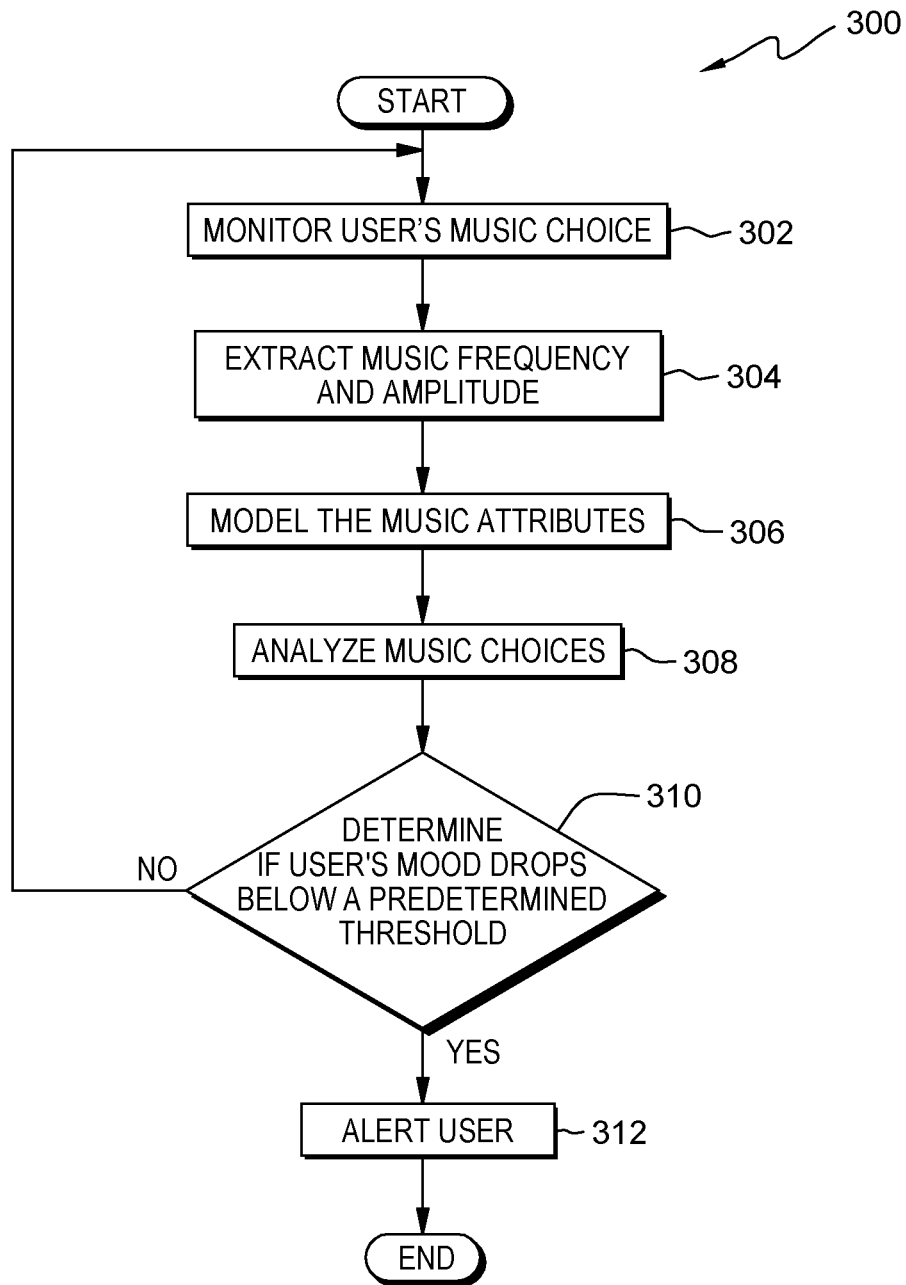 300
START
MONITOR USER’S MUSIC CHOICE
302
EXTRACT MUSIC FREQUENCY
AND AMPLITUDE
304
MODEL THE MUSIC ATTRIBUTES
306
ANALYZE MUSIC CHOICES
308
310
DETERMINE
IF USER'S MOOD DROPS
BELOW A PREDETERMINED
THRESHOLD
NO
YES
ALERT USER
312
END